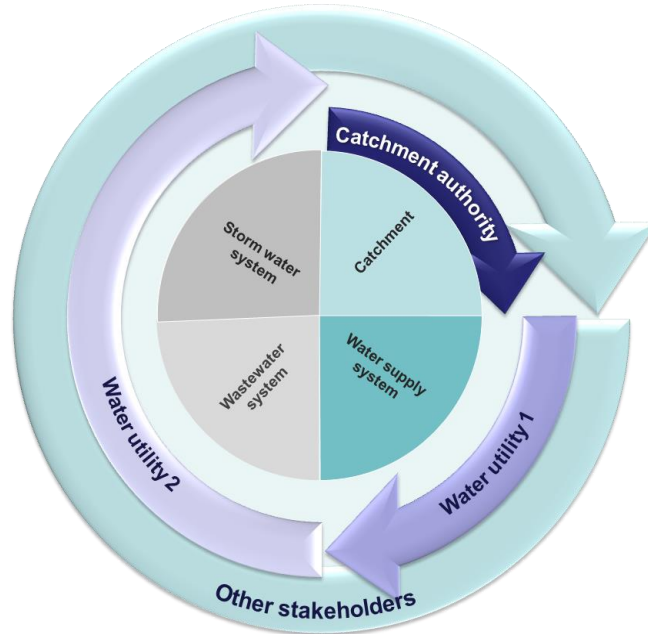 Catchment authority
Storm water
system
Catchment
Wastewater
system
Water supply
system
Water utility 2
Water utility 1
Other stakeholders